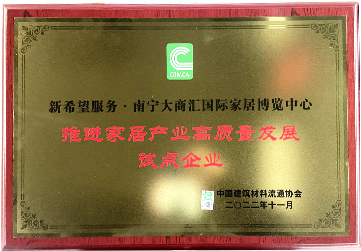 CBMCA
新希望服务·南宁大商汇国际家居博览中心
推进家居产业高质量发展
试点企业
中国建筑材料流通协会
二〇二二年十一月